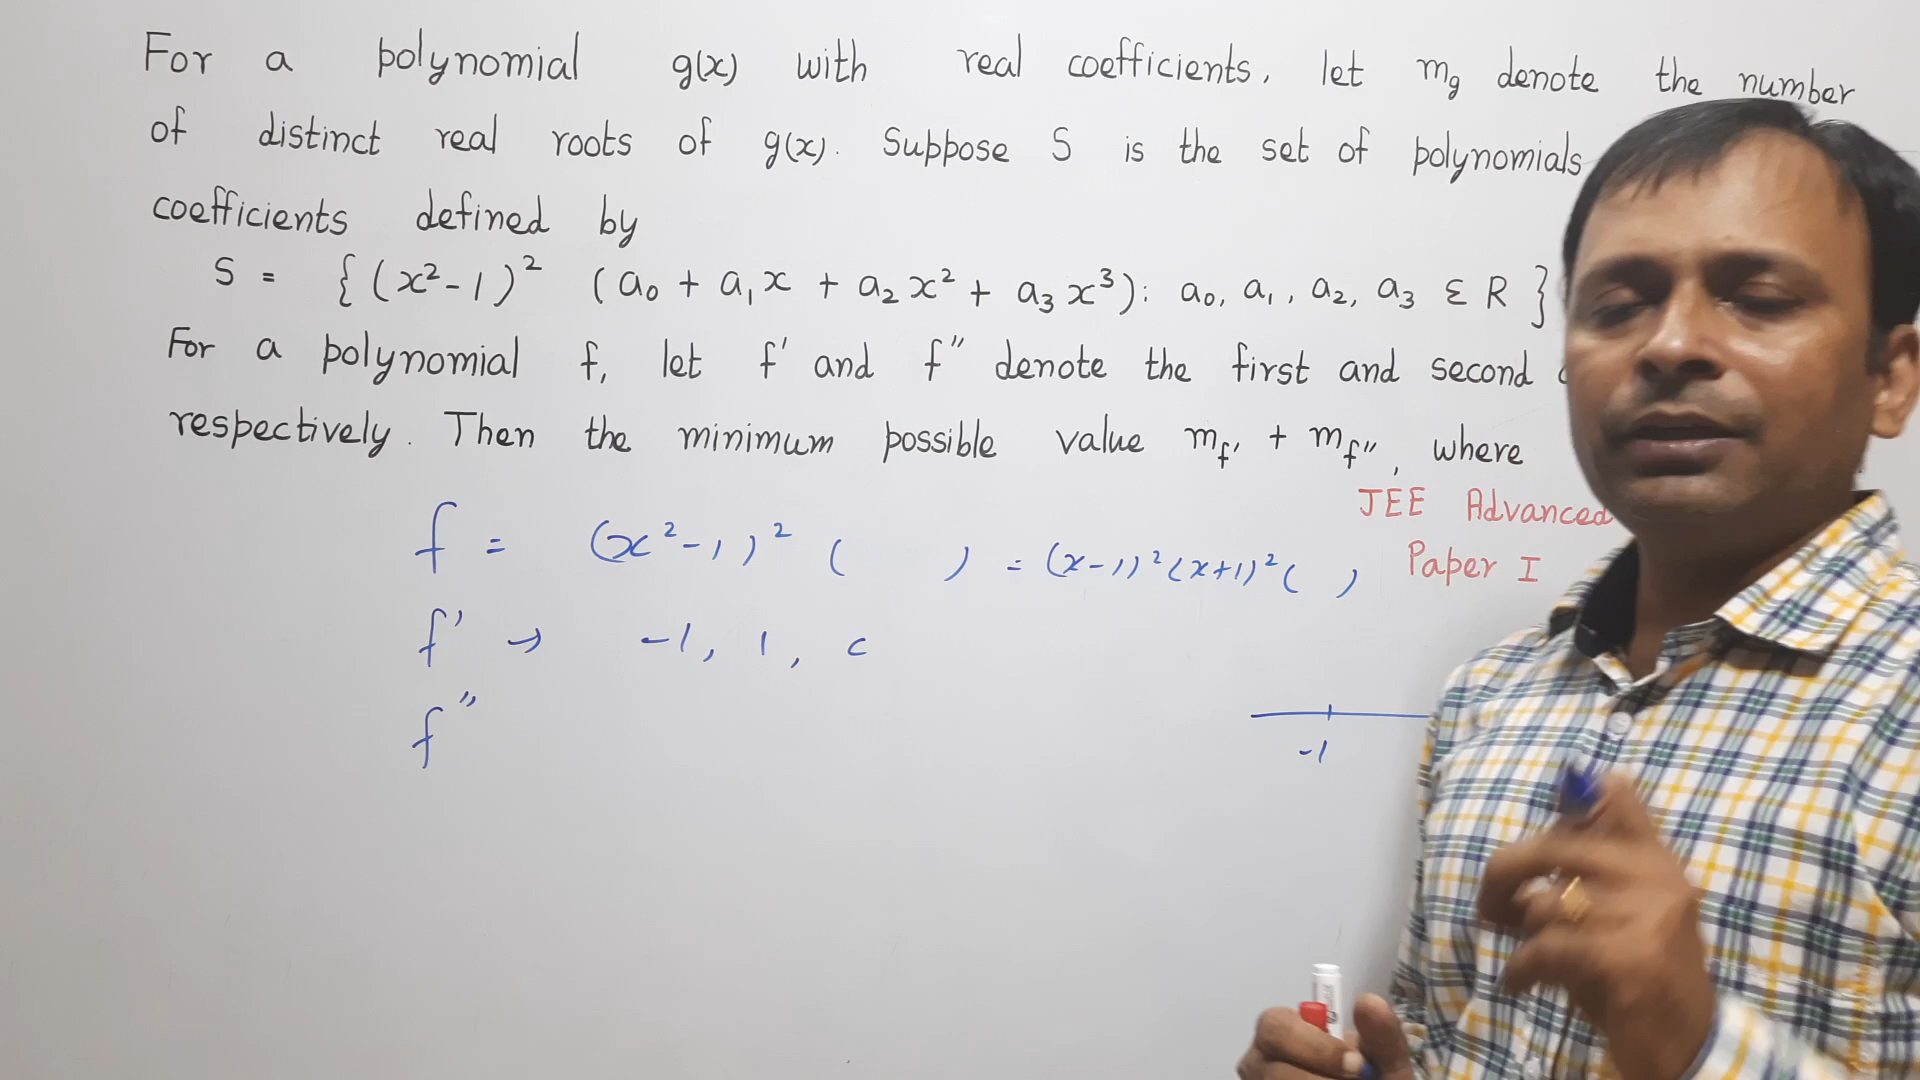 For a polynomial g(x) with real coefficients, let m_g denote the number
of distinct real roots of g(x). Suppose S is the set of polynomials
coefficients defined by
S = { (x²-1)² (a₀ + a₁x + a₂x² + a₃x³): a₀, a₁, a₂, a₃ ∈ R }
For a polynomial f, let f' and f" denote the first and second
respectively. Then the minimum possible value m_f' + m_f", where
JEE Advanced
Paper I
f = (x²-1)² ( ) = (x-1)²(x+1)²( )
f' → -1, 1, c
f"
-1